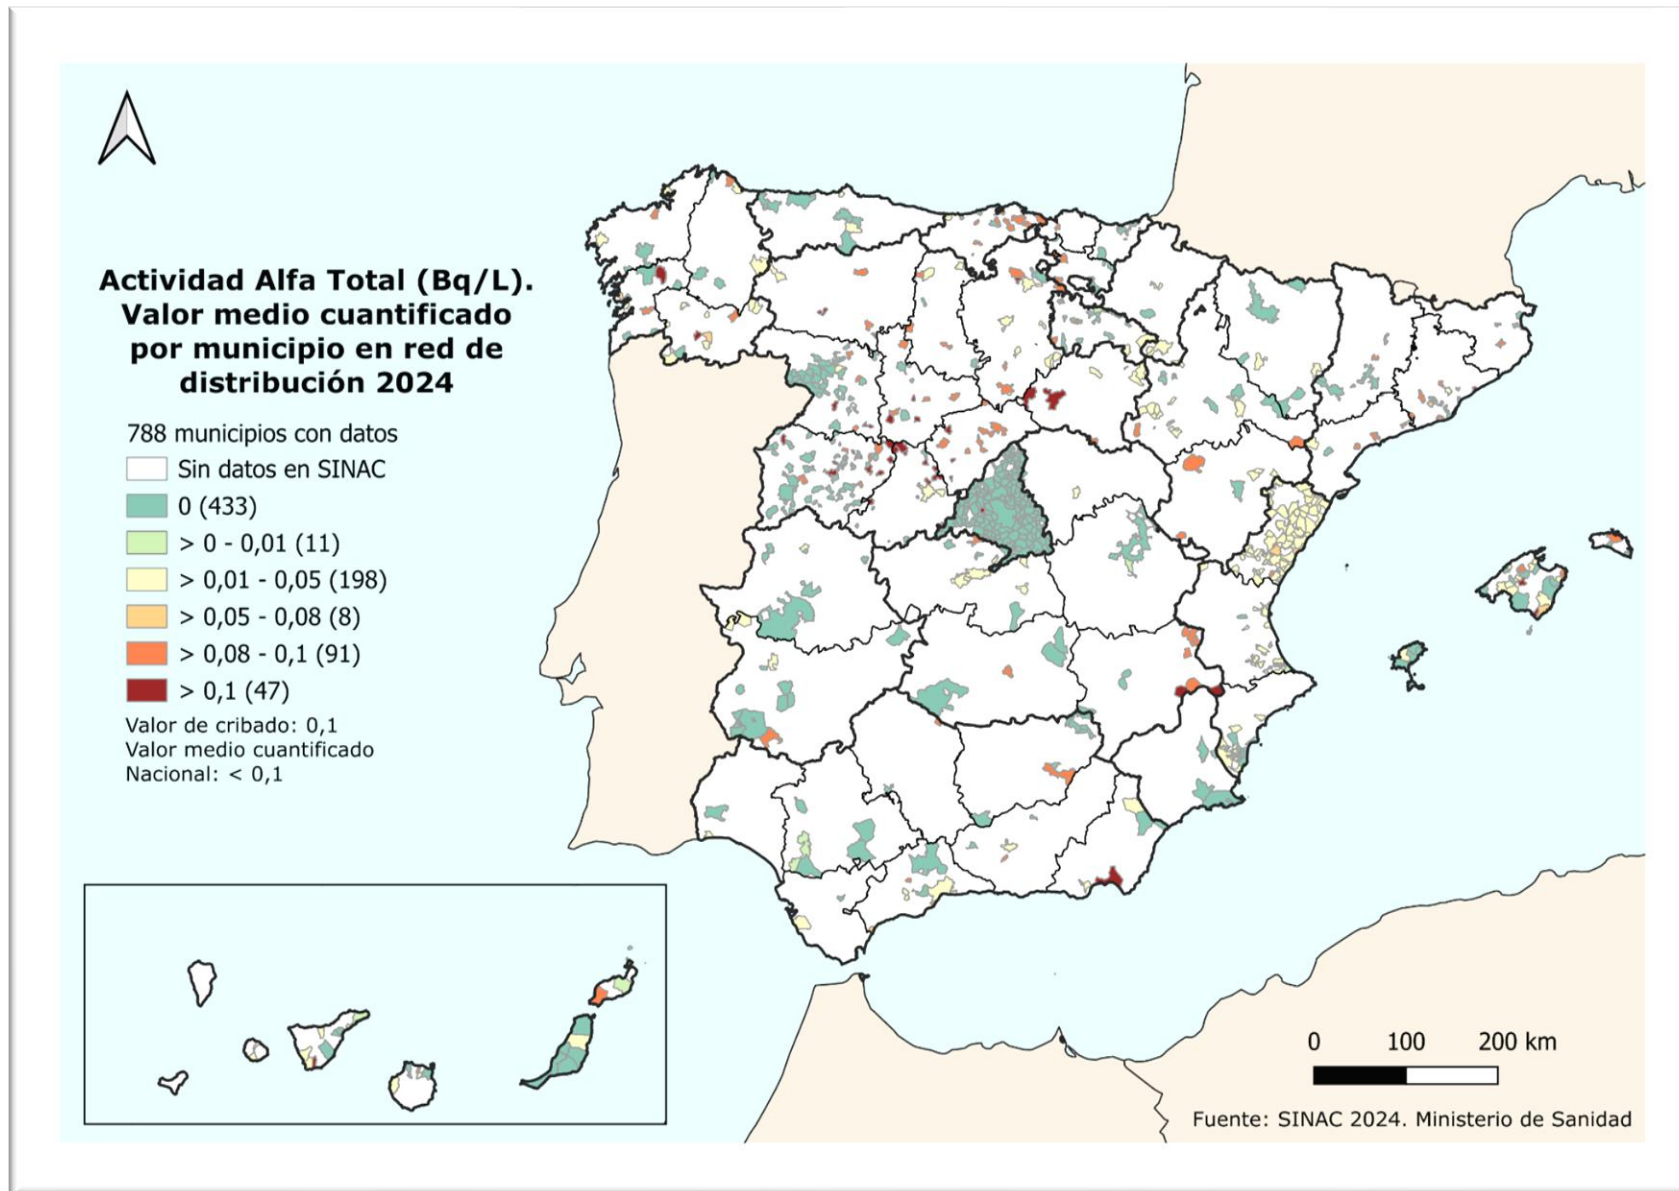 Actividad Alfa Total (Bq/L).
Valor medio cuantificado
por municipio en red de
distribución 2024
788 municipios con datos
Sin datos en SINAC
0 (433)
> 0 - 0,01 (11)
> 0,01 - 0,05 (198)
> 0,05 - 0,08 (8)
> 0,08 - 0,1 (91)
> 0,1 (47)
Valor de cribado: 0,1
Valor medio cuantificado
Nacional: < 0,1
0 100 200 km
Fuente: SINAC 2024. Ministerio de Sanidad